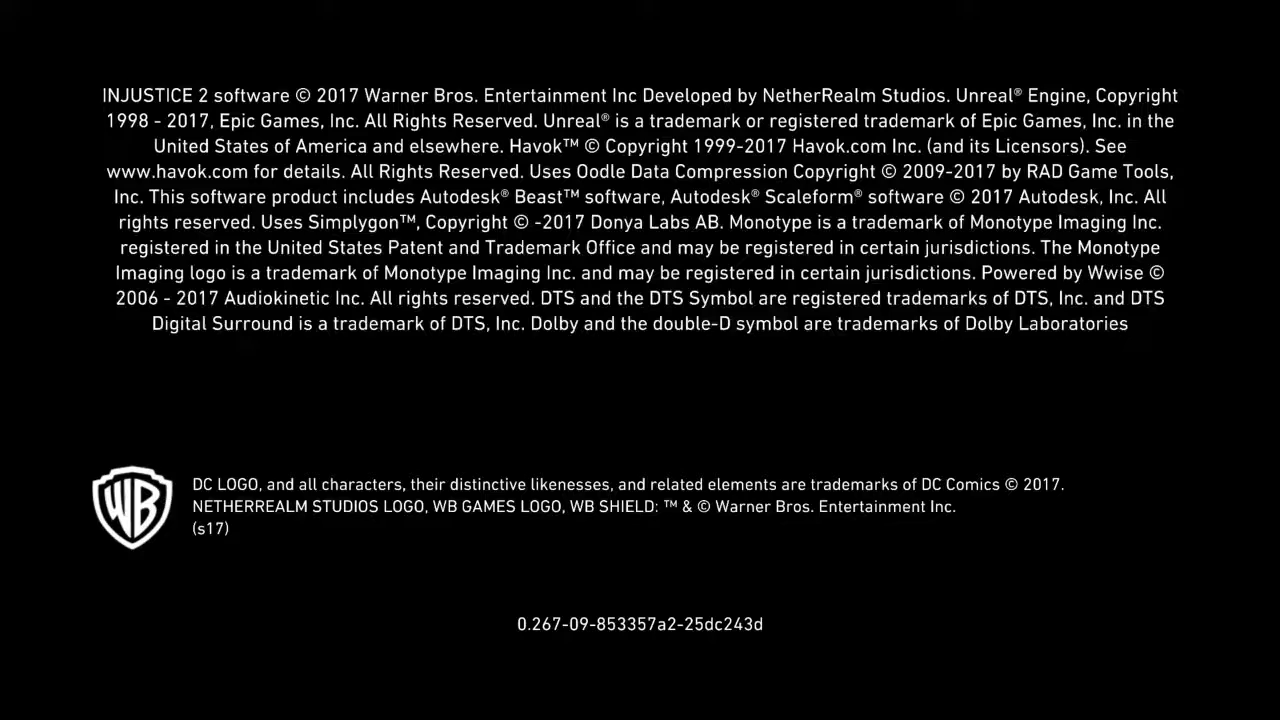 INJUSTICE 2 software © 2017 Warner Bros. Entertainment Inc Developed by NetherRealm Studios. Unreal® Engine, Copyright
1998 - 2017, Epic Games, Inc. All Rights Reserved. Unreal® is a trademark or registered trademark of Epic Games, Inc. in the
United States of America and elsewhere. Havok™ © Copyright 1999-2017 Havok.com Inc. (and its Licensors). See
www.havok.com for details. All Rights Reserved. Uses Oodle Data Compression Copyright © 2009-2017 by RAD Game Tools,
Inc. This software product includes Autodesk® Beast™ software, Autodesk® Scaleform® software © 2017 Autodesk, Inc. All
rights reserved. Uses Simplygon™, Copyright © -2017 Donya Labs AB. Monotype is a trademark of Monotype Imaging Inc.
registered in the United States Patent and Trademark Office and may be registered in certain jurisdictions. The Monotype
Imaging logo is a trademark of Monotype Imaging Inc. and may be registered in certain jurisdictions. Powered by Wwise ©
2006 - 2017 Audiokinetic Inc. All rights reserved. DTS and the DTS Symbol are registered trademarks of DTS, Inc. and DTS
Digital Surround is a trademark of DTS, Inc. Dolby and the double-D symbol are trademarks of Dolby Laboratories
WB
DC LOGO, and all characters, their distinctive likenesses, and related elements are trademarks of DC Comics © 2017.
NETHERREALM STUDIOS LOGO, WB GAMES LOGO, WB SHIELD: ™ & © Warner Bros. Entertainment Inc.
(s17)
0.267-09-853357a2-25dc243d